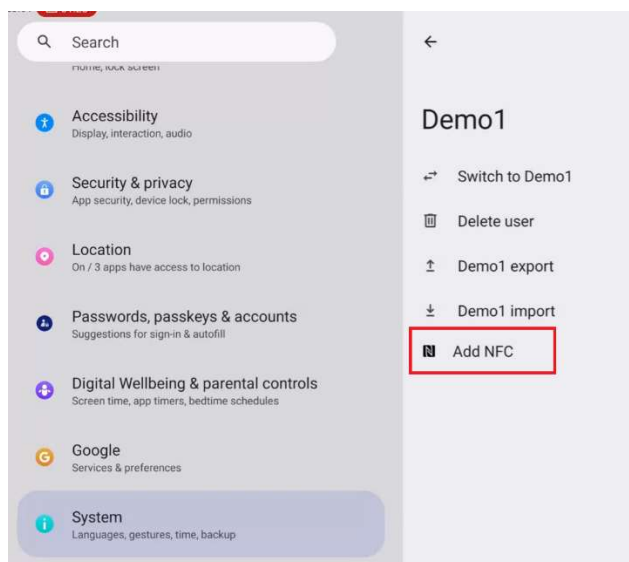 Search
Home, lock screen
Accessibility
Display, interaction, audio
Security & privacy
App security, device lock, permissions
Location
On / 3 apps have access to location
Passwords, passkeys & accounts
Suggestions for sign-in & autofill
Digital Wellbeing & parental controls
Screen time, app timers, bedtime schedules
Google
Services & preferences
System
Languages, gestures, time, backup
Demo1
Switch to Demo1
Delete user
Demo1 export
Demo1 import
Add NFC